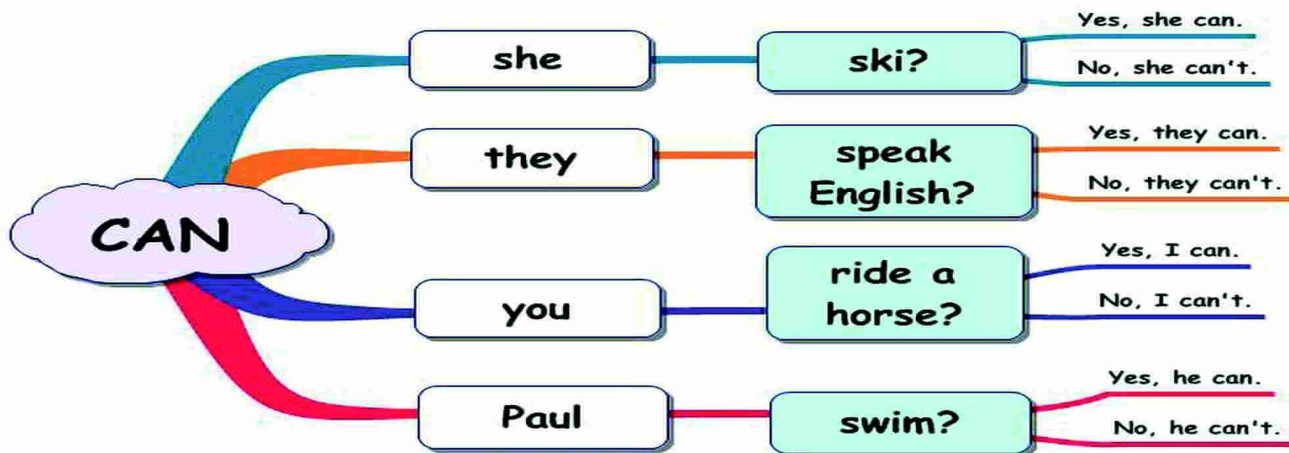 CAN
she
ski?
Yes, she can.
No, she can't.
they
speak
English?
Yes, they can.
No, they can't.
you
ride a
horse?
Yes, I can.
No, I can't.
Paul
swim?
Yes, he can.
No, he can't.